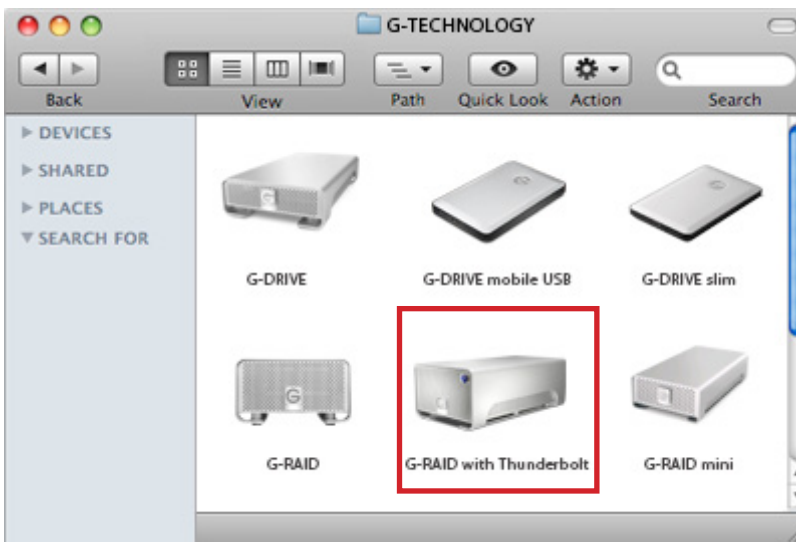 G-TECHNOLOGY
Back View Path Quick Look Action Search
DEVICES
SHARED
PLACES
SEARCH FOR
G-DRIVE G-DRIVE mobile USB G-DRIVE slim
G-RAID G-RAID with Thunderbolt G-RAID mini